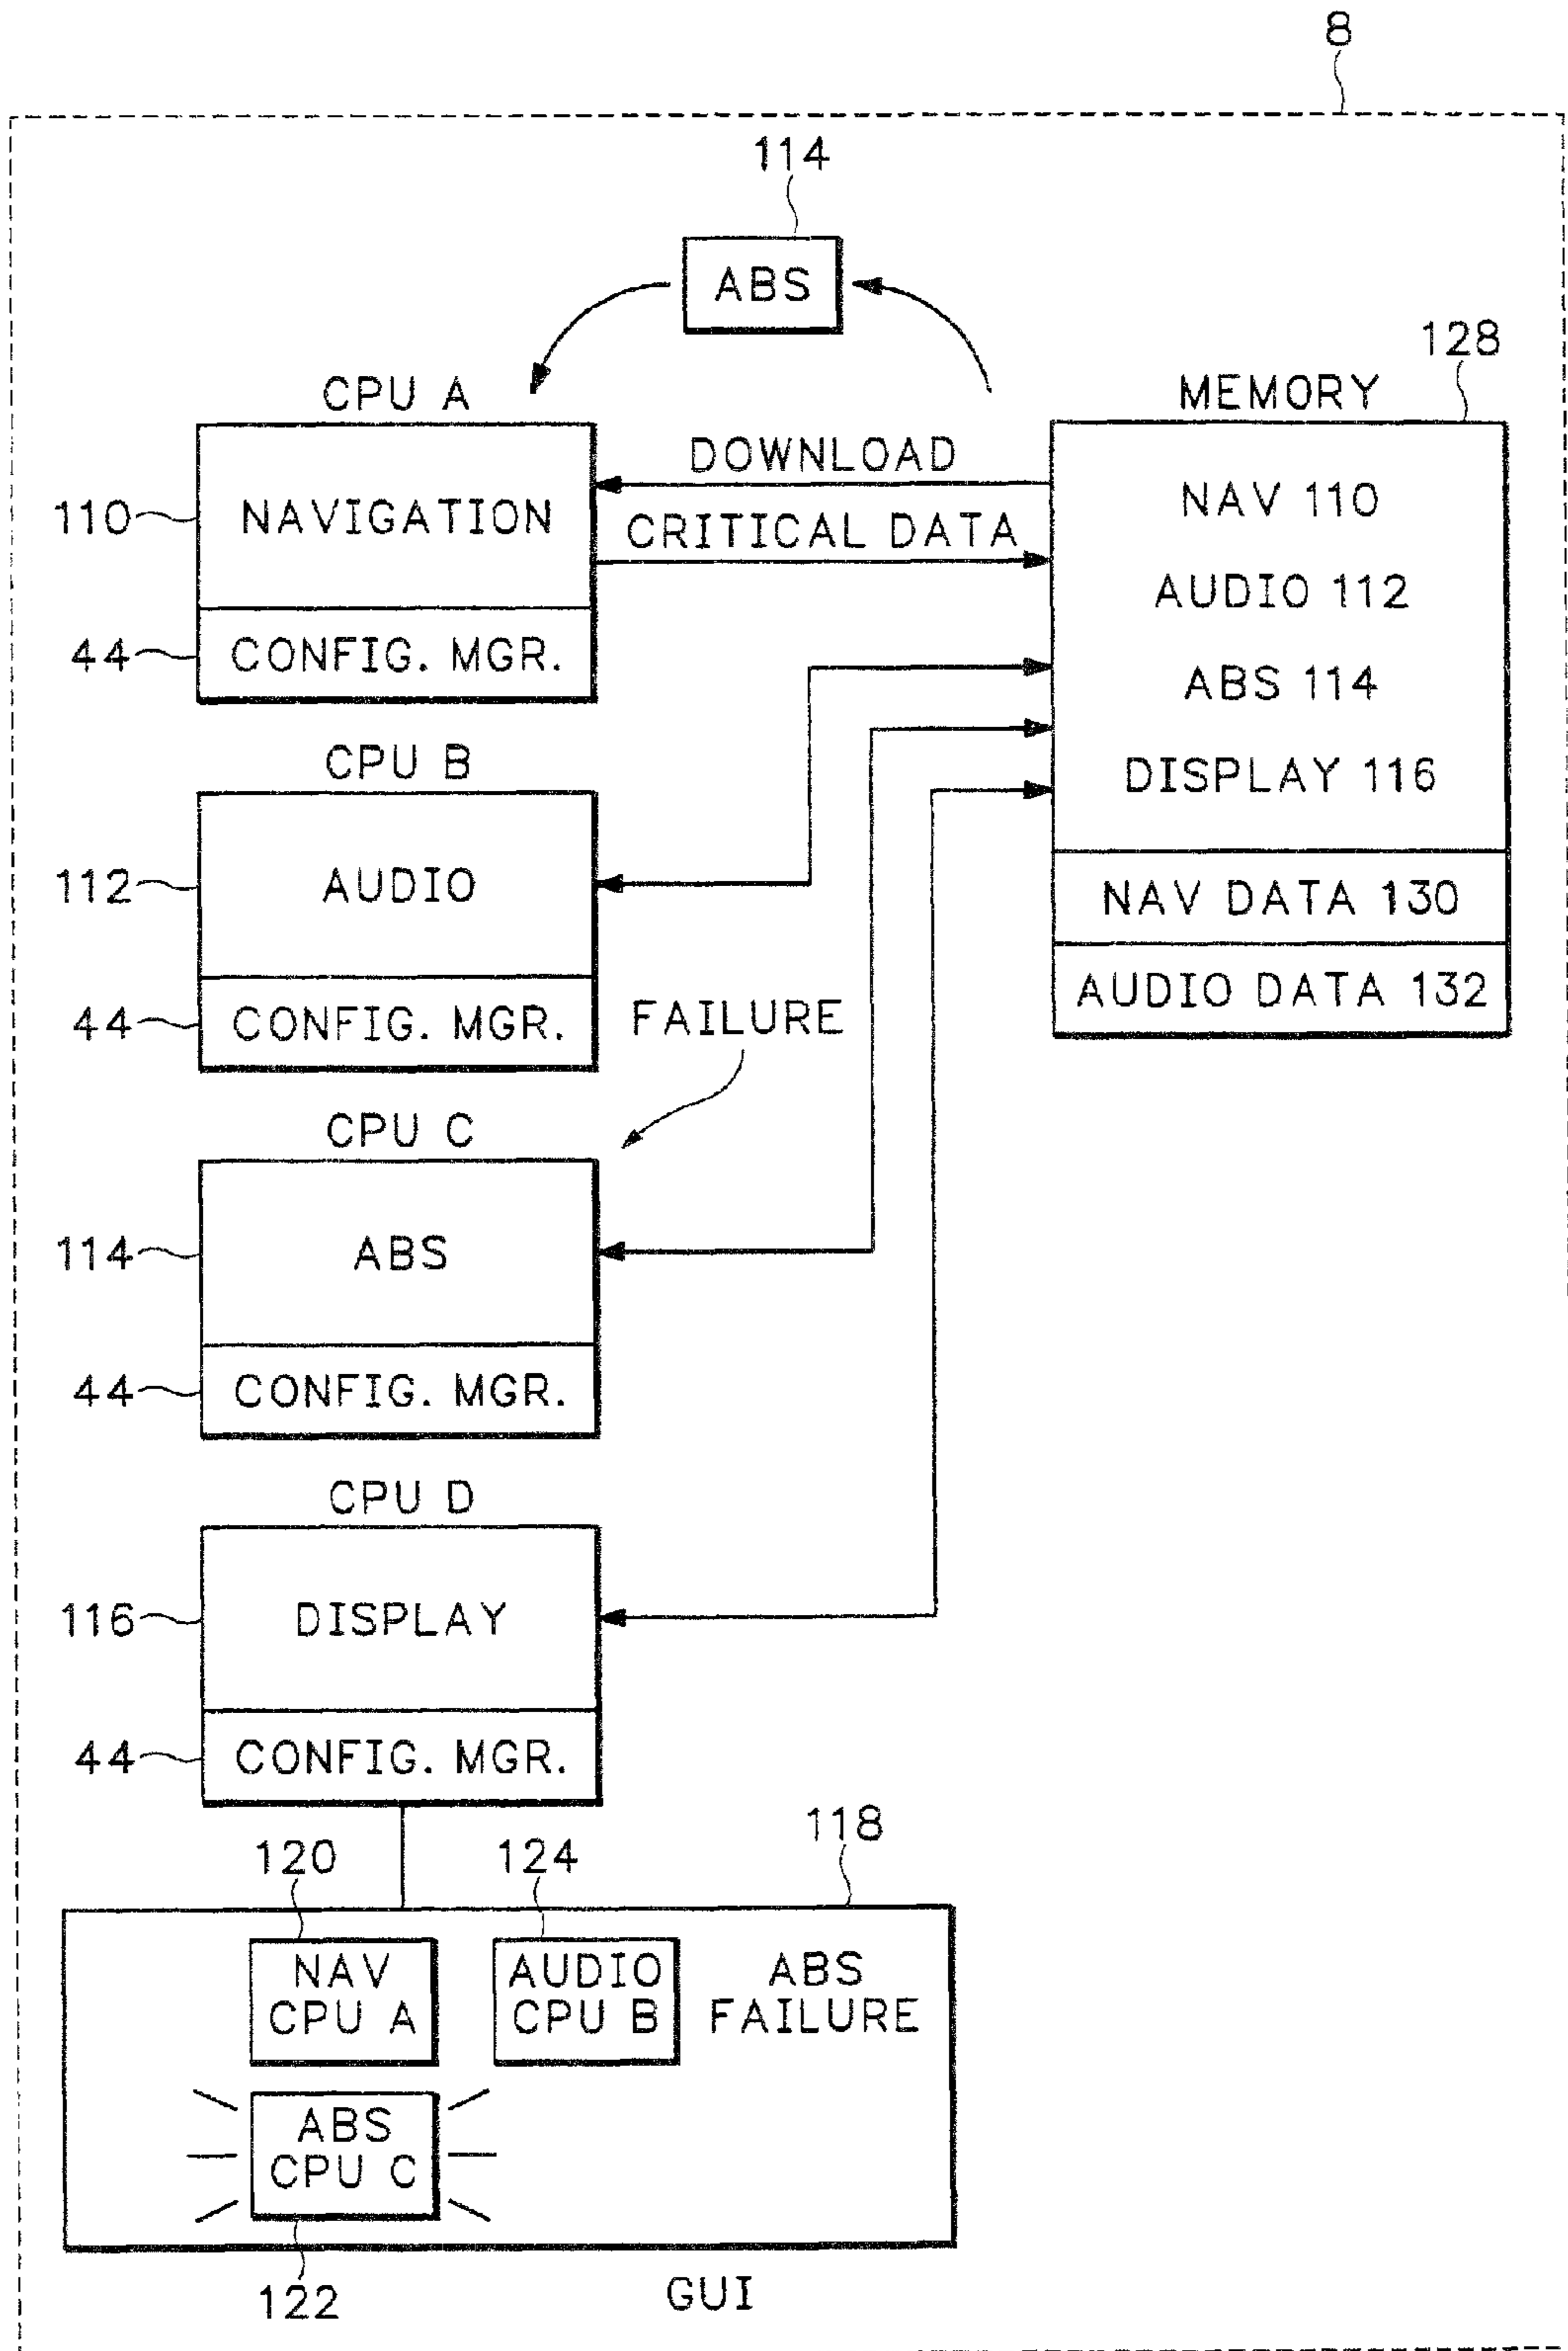 8
114
ABS
128
CPU A
MEMORY
DOWNLOAD
110
NAVIGATION
NAV 110
CRITICAL DATA
AUDIO 112
44
CONFIG. MGR.
ABS 114
CPU B
DISPLAY 116
112
AUDIO
NAV DATA 130
AUDIO DATA 132
44
CONFIG. MGR.
FAILURE
CPU C
114
ABS
44
CONFIG. MGR.
CPU D
116
DISPLAY
44
CONFIG. MGR.
118
120
124
NAV
CPU A
AUDIO
CPU B
ABS
FAILURE
ABS
CPU C
122
GUI